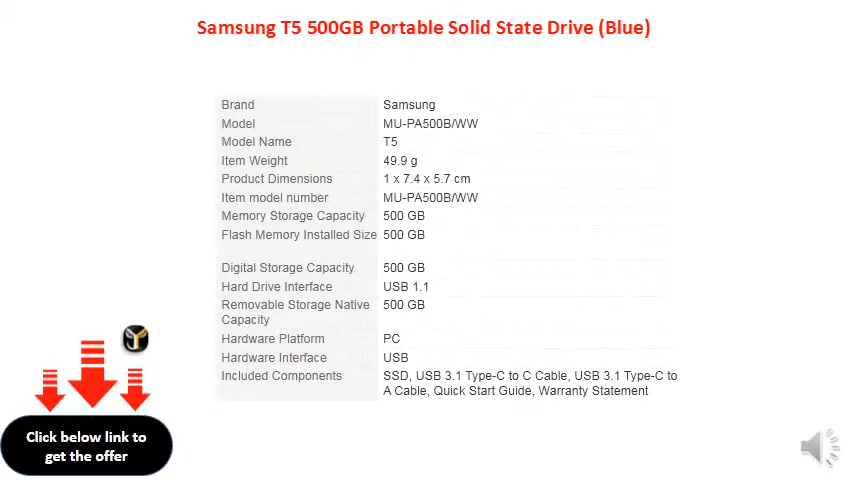 Samsung T5 500GB Portable Solid State Drive (Blue)
Brand Samsung
Model MU-PA500B/WW
Model Name T5
Item Weight 49.9 g
Product Dimensions 1 x 7.4 x 5.7 cm
Item model number MU-PA500B/WW
Memory Storage Capacity 500 GB
Flash Memory Installed Size 500 GB
Digital Storage Capacity 500 GB
Hard Drive Interface USB 1.1
Removable Storage Native 500 GB
Capacity
Hardware Platform PC
Hardware Interface USB
Included Components SSD, USB 3.1 Type-C to C Cable, USB 3.1 Type-C to
A Cable, Quick Start Guide, Warranty Statement
Click below link to
get the offer